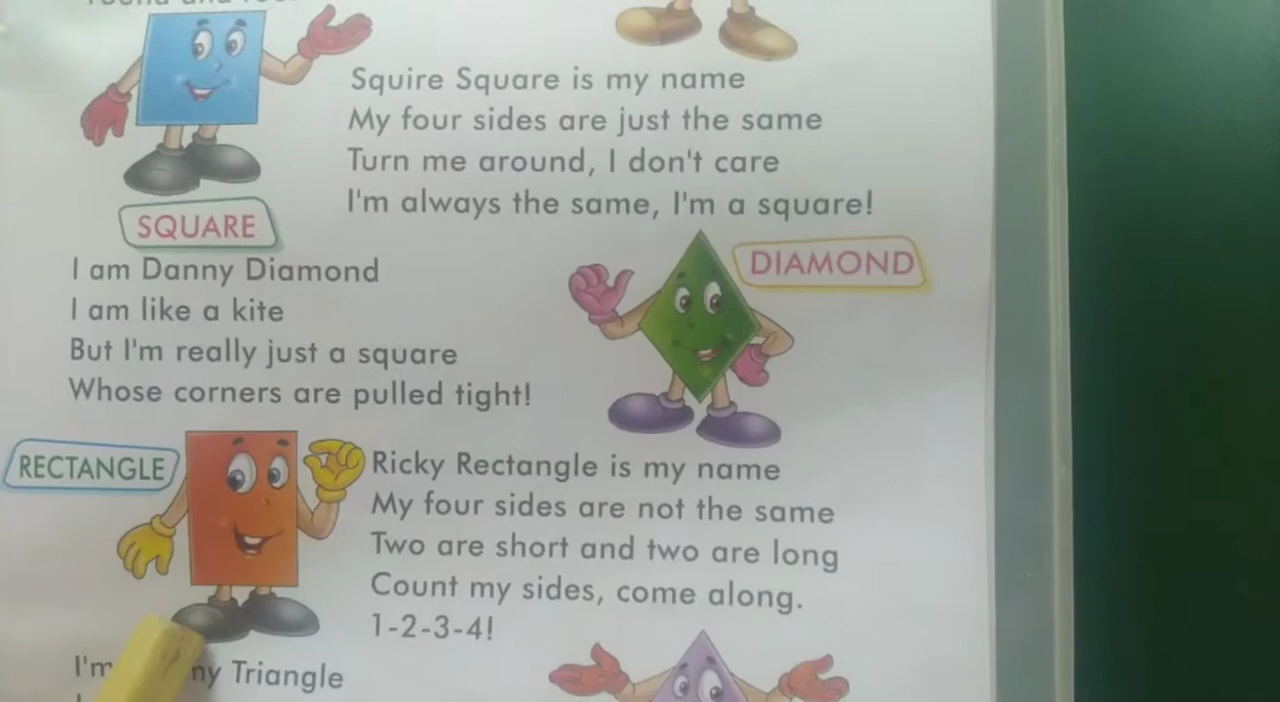 Squire Square is my name
My four sides are just the same
Turn me around, I don't care
I'm always the same, I'm a square!
SQUARE
I am Danny Diamond
I am like a kite
But I'm really just a square
Whose corners are pulled tight!
DIAMOND
RECTANGLE
Ricky Rectangle is my name
My four sides are not the same
Two are short and two are long
Count my sides, come along.
1-2-3-4!
I'm
Triangle